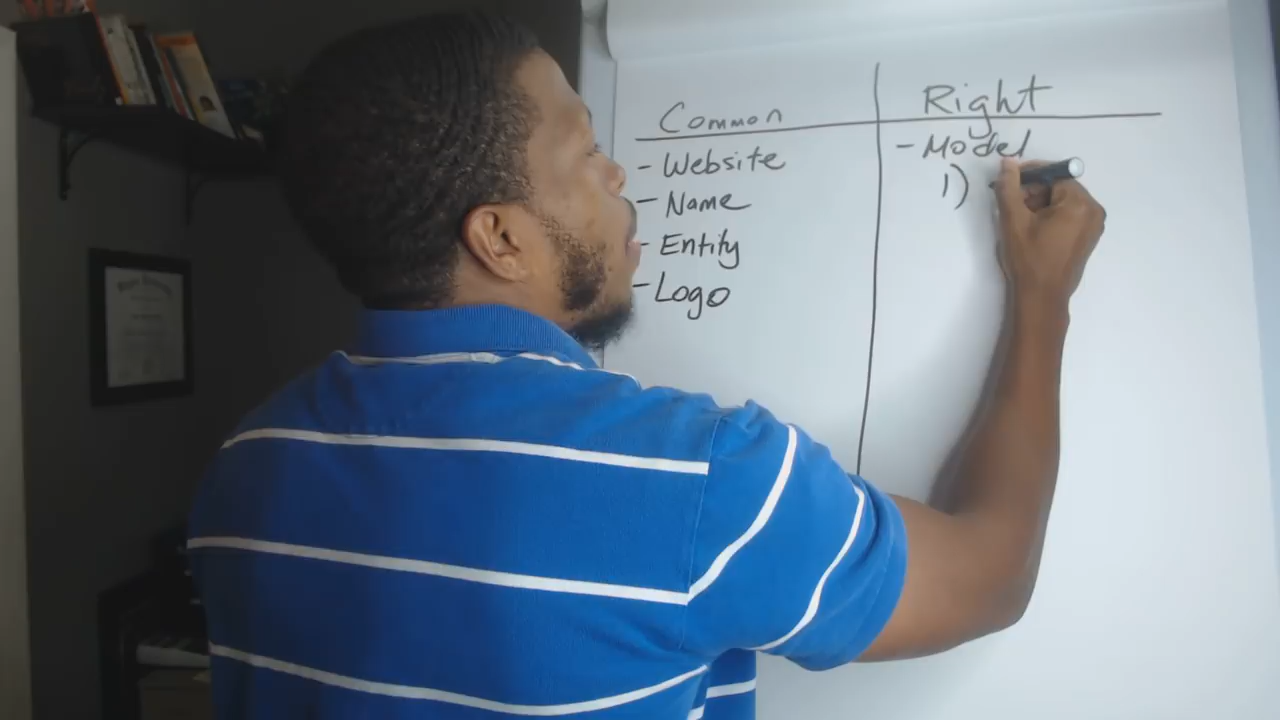 Common
- Website
- Name
- Entity
- Logo
Right
- Model
1)